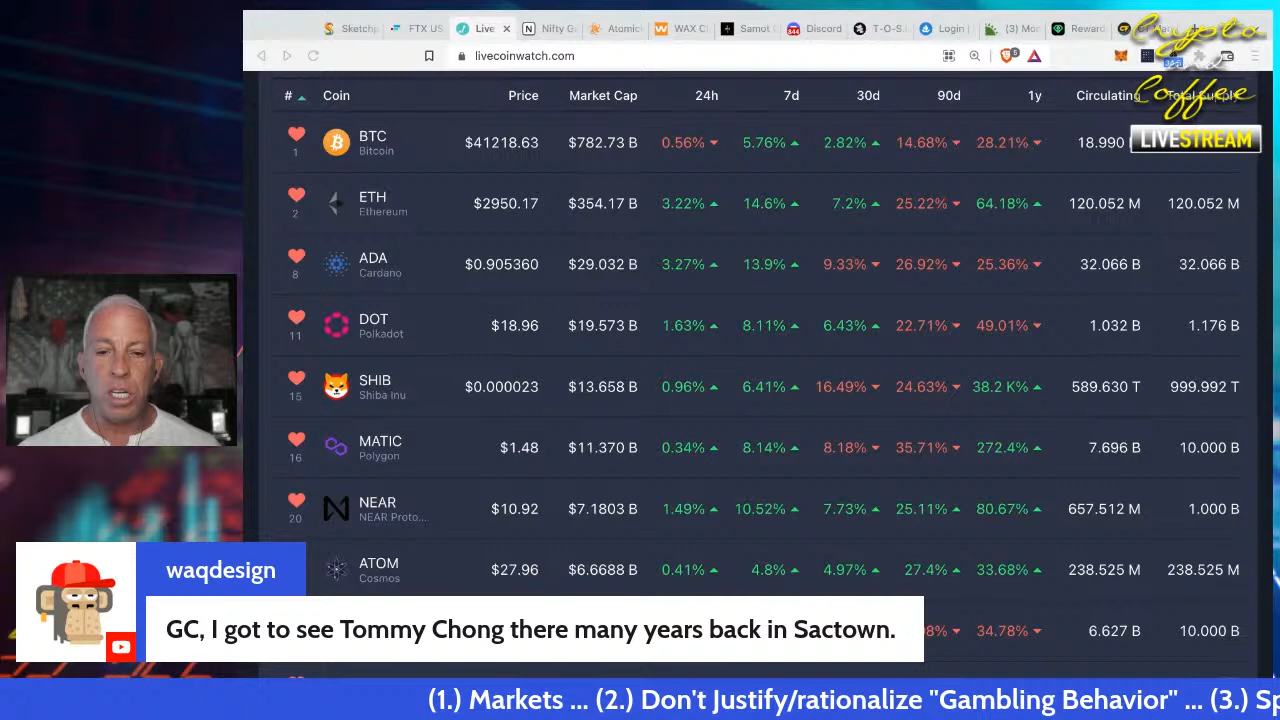 Sketch FTX US Live Nifty G Atomic WAX Samot Discord T-O-S. Login (3) Mor Reward
livecoinwatch.com
Crypto
and
Coffee
LIVESTREAM
# Coin Price Market Cap 24h 7d 30d 90d 1y Circulating Total Supply
1 BTC Bitcoin $41218.63 $782.73 B 0.56% 5.76% 2.82% 14.68% 28.21% 18.990
2 ETH Ethereum $2950.17 $354.17 B 3.22% 14.6% 7.2% 25.22% 64.18% 120.052 M 120.052 M
8 ADA Cardano $0.905360 $29.032 B 3.27% 13.9% 9.33% 26.92% 25.36% 32.066 B 32.066 B
11 DOT Polkadot $18.96 $19.573 B 1.63% 8.11% 6.43% 22.71% 49.01% 1.032 B 1.176 B
15 SHIB Shiba Inu $0.000023 $13.658 B 0.96% 6.41% 16.49% 24.63% 38.2 K% 589.630 T 999.992 T
16 MATIC Polygon $1.48 $11.370 B 0.34% 8.14% 8.18% 35.71% 272.4% 7.696 B 10.000 B
20 NEAR NEAR Proto... $10.92 $7.1803 B 1.49% 10.52% 7.73% 25.11% 80.67% 657.512 M 1.000 B
ATOM Cosmos $27.96 $6.6688 B 0.41% 4.8% 4.97% 27.4% 33.68% 238.525 M 238.525 M
34.78% 6.627 B 10.000 B
waqdesign
GC, I got to see Tommy Chong there many years back in Sactown.
(1.) Markets ... (2.) Don't Justify/rationalize "Gambling Behavior" ... (3.) Sp